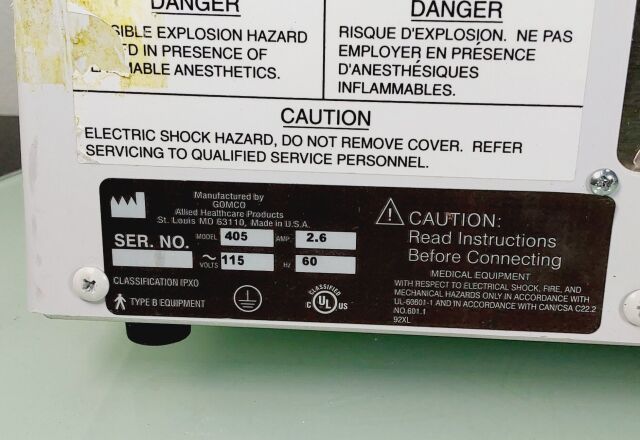 DANGER
SIBLE EXPLOSION HAZARD
IN PRESENCE OF
ANESTHETICS.
DANGER
RISQUE D'EXPLOSION. NE PAS
EMPLOYER EN PRÉSENCE
D'ANESTHÉSIQUES
INFLAMMABLES.
CAUTION
ELECTRIC SHOCK HAZARD, DO NOT REMOVE COVER. REFER
SERVICING TO QUALIFIED SERVICE PERSONNEL.
Manufactured by
GOMCO
Allied Healthcare Products
St. Louis MO 63110, Made in U.S.A.
SER. NO. MODEL 405 AMP 2.6
~ VOLTS 115 Hz 60
CLASSIFICATION IPX0
TYPE B EQUIPMENT
CLASSIFIED
C UL US
CAUTION:
Read Instructions
Before Connecting
MEDICAL EQUIPMENT
WITH RESPECT TO ELECTRICAL SHOCK, FIRE, AND
MECHANICAL HAZARDS ONLY IN ACCORDANCE WITH
UL-60601-1 AND IN ACCORDANCE WITH CAN/CSA C22.2
NO.601.1
92XL